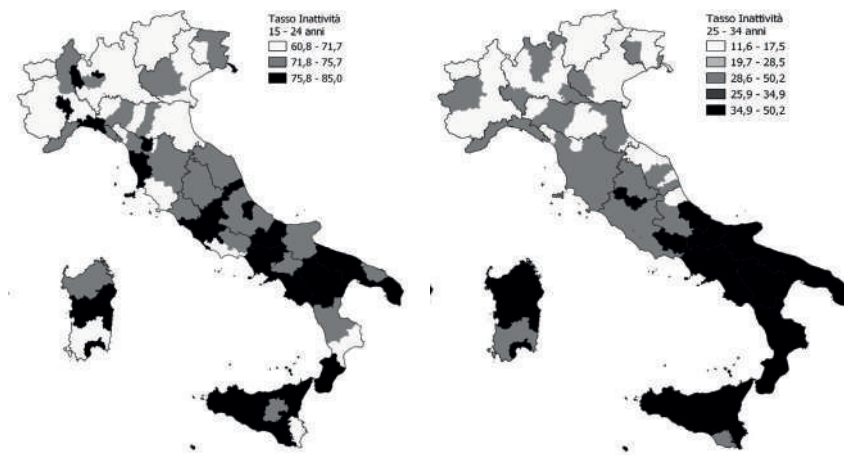 Tasso Inattività
15 - 24 anni
60,8 - 71,7
71,8 - 75,7
75,8 - 85,0
Tasso Inattività
25 - 34 anni
11,6 - 17,5
19,7 - 28,5
28,6 - 50,2
25,9 - 34,9
34,9 - 50,2